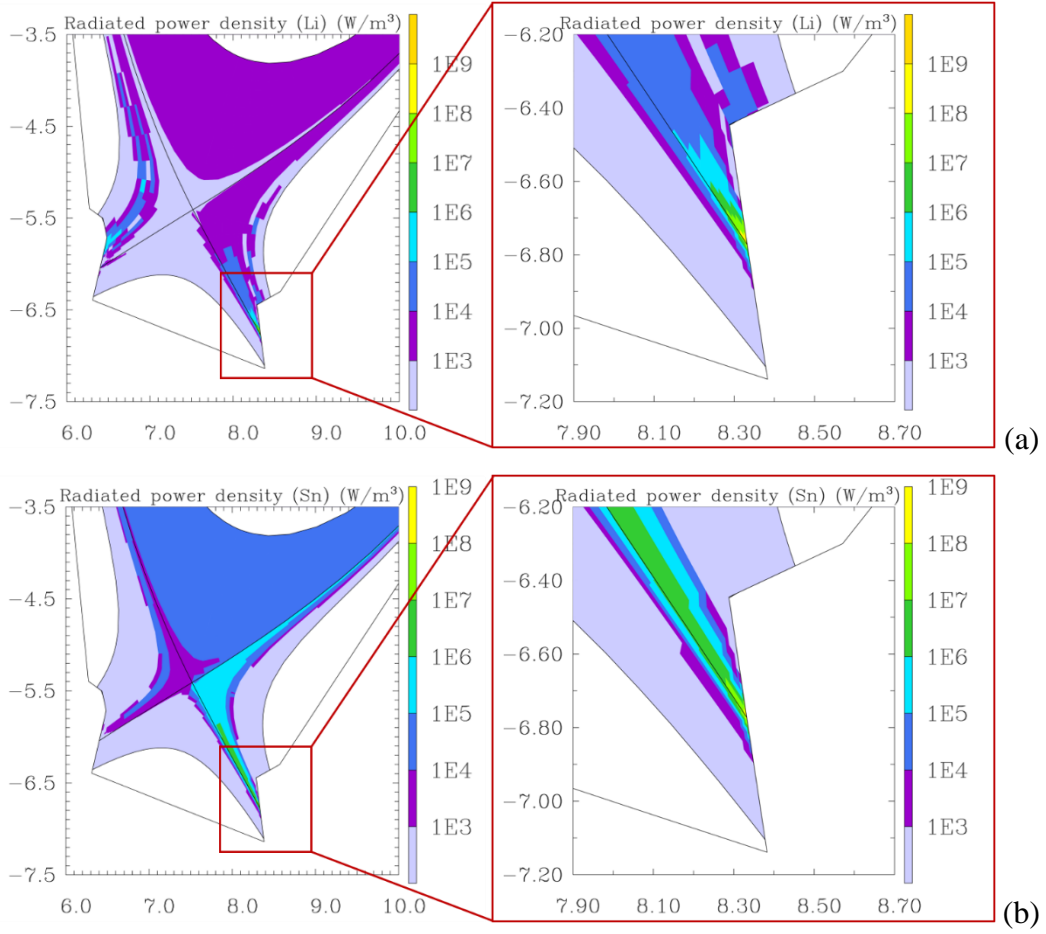 Radiated power density (Li) (W/m³)
−3.5
−4.5
−5.5
−6.5
−7.5
6.0 7.0 8.0 9.0 10.0
1E9
1E8
1E7
1E6
1E5
1E4
1E3
Radiated power density (Li) (W/m³)
−6.20
−6.40
−6.60
−6.80
−7.00
−7.20
7.90 8.10 8.30 8.50 8.70
1E9
1E8
1E7
1E6
1E5
1E4
1E3
(a)
Radiated power density (Sn) (W/m³)
−3.5
−4.5
−5.5
−6.5
−7.5
6.0 7.0 8.0 9.0 10.0
1E9
1E8
1E7
1E6
1E5
1E4
1E3
Radiated power density (Sn) (W/m³)
−6.20
−6.40
−6.60
−6.80
−7.00
−7.20
7.90 8.10 8.30 8.50 8.70
1E9
1E8
1E7
1E6
1E5
1E4
1E3
(b)